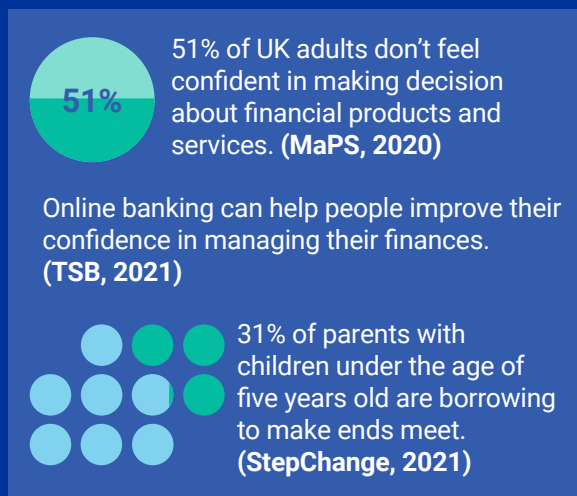 51%
51% of UK adults don’t feel
confident in making decision
about financial products and
services. (MaPS, 2020)
Online banking can help people improve their
confidence in managing their finances.
(TSB, 2021)
31% of parents with
children under the age of
five years old are borrowing
to make ends meet.
(StepChange, 2021)